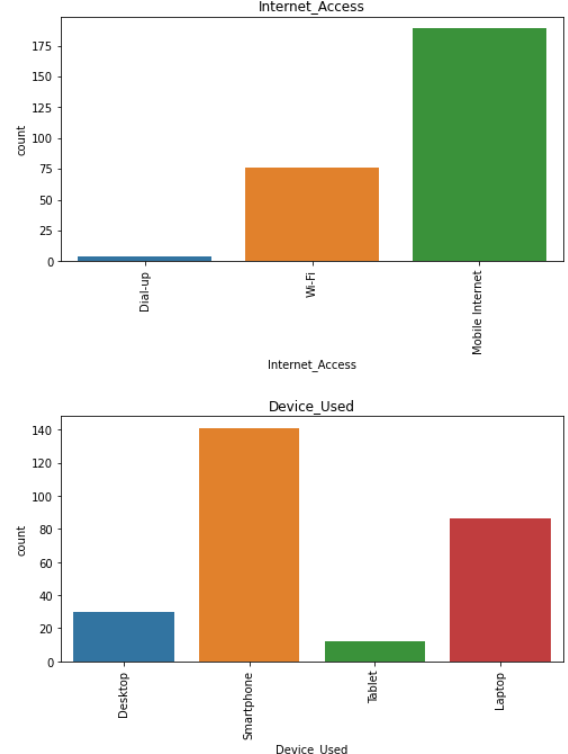 Internet_Access
175
150
125
100
75
50
25
0
count
Dial-up
Wi-Fi
Mobile Internet
Internet_Access
Device_Used
140
120
100
80
60
40
20
0
count
Desktop
Smartphone
Tablet
Laptop
Device_Used